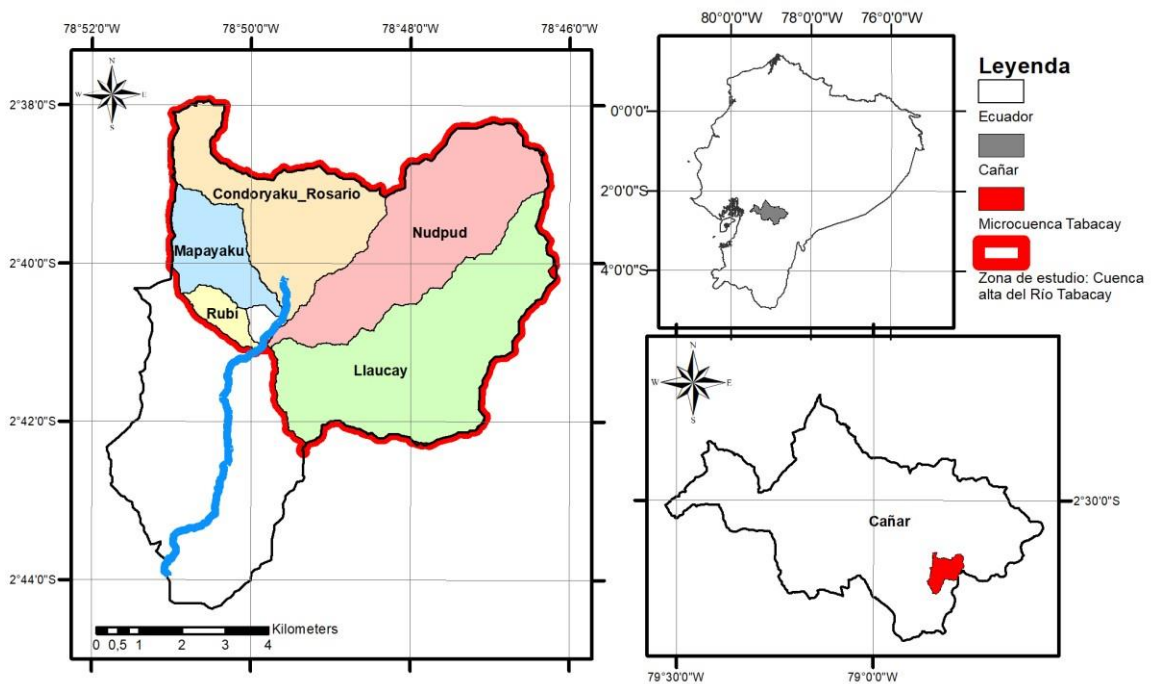 78°52'0"W 78°50'0"W 78°48'0"W 78°46'0"W
N
W E
S
2°38'0"S
2°40'0"S
2°42'0"S
2°44'0"S
Condoryaku_Rosario
Nudpud
Mapayaku
Rubí
Llaucay
Kilometers
0 0,5 1 2 3 4
80°0'0"W 78°0'0"W 76°0'0"W
0°0'0"
2°0'0"S
4°0'0"S
Leyenda
Ecuador
Cañar
Microcuenca Tabacay
Zona de estudio: Cuenca
alta del Río Tabacay
N
W E
S
Cañar
2°30'0"S
79°30'0"W 79°0'0"W